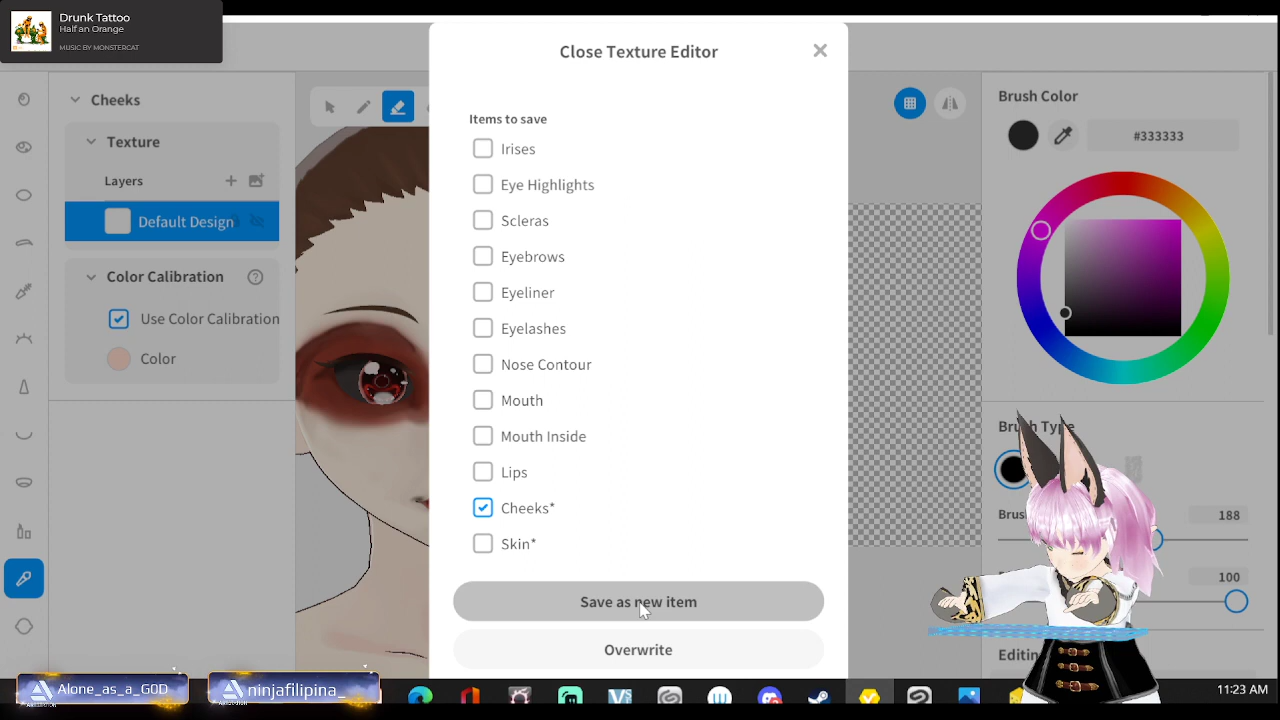 Drunk Tattoo
Half an Orange
MUSIC BY MONSTERCAT
Cheeks
Texture
Layers
Default Design
Color Calibration
Use Color Calibration
Color
Close Texture Editor
Items to save
Irises
Eye Highlights
Scleras
Eyebrows
Eyeliner
Eyelashes
Nose Contour
Mouth
Mouth Inside
Lips
Cheeks*
Skin*
Save as new item
Overwrite
Brush Color
#333333
Brush Type
188
100
Alone_as_a_G0D
ninjafilipina_
11:23 AM